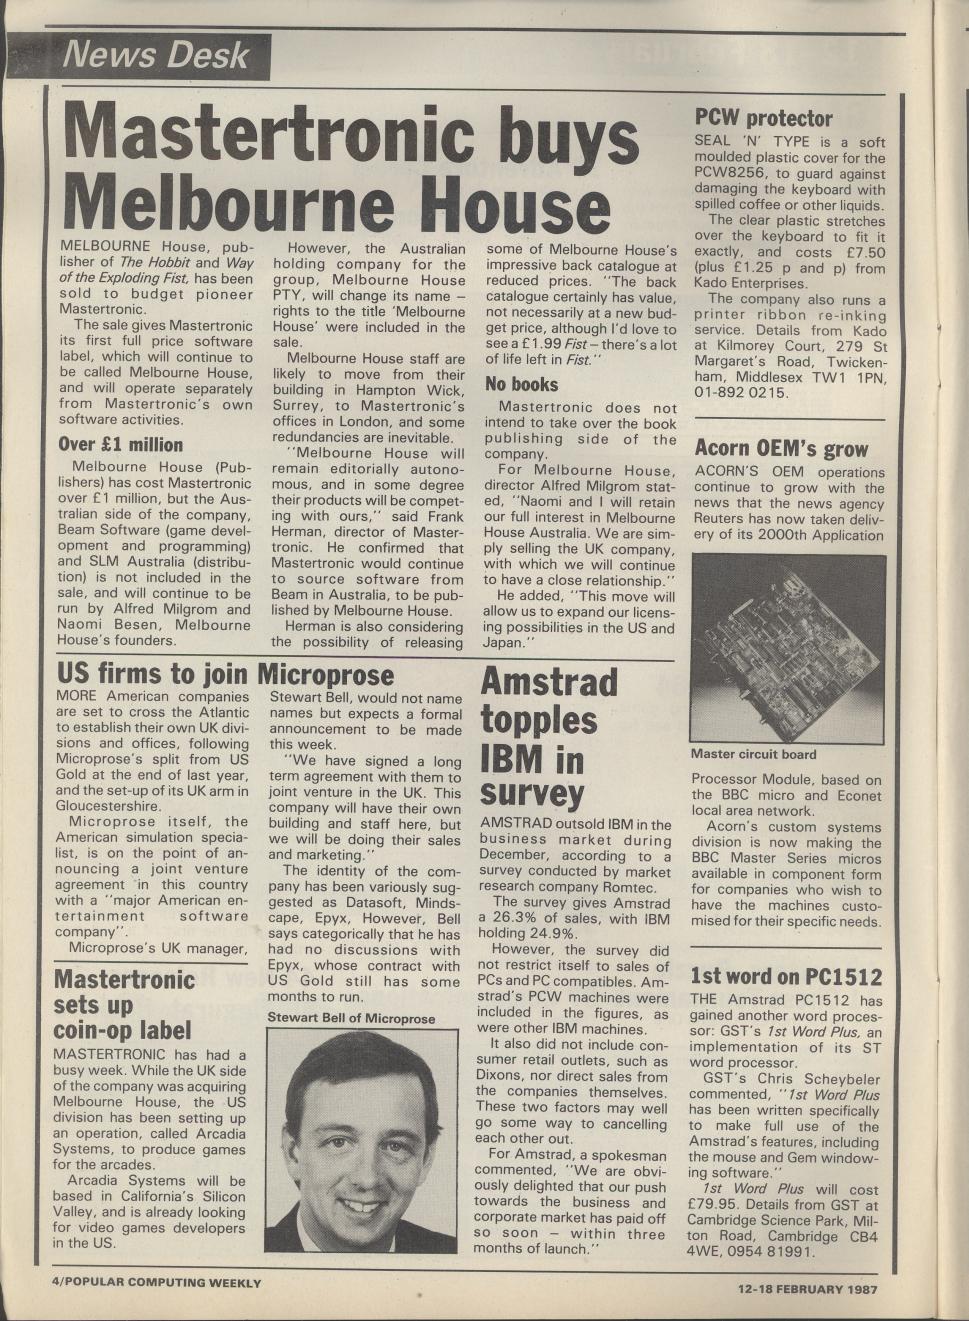 News Desk
Mastertronic buys
Melbourne House
MELBOURNE House, pub-
lisher of The Hobbit and Way
of the Exploding Fist, has been
sold to budget pioneer
Mastertronic.
The sale gives Mastertronic
its first full price software
label, which will continue to
be called Melbourne House,
and will operate separately
from Mastertronic's own
software activities.
Over £1 million
Melbourne House (Pub-
lishers) has cost Mastertronic
over £1 million, but the Aus-
tralian side of the company,
Beam Software (game devel-
opment and programming)
and SLM Australia (distribu-
tion) is not included in the
sale, and will continue to be
run by Alfred Milgrom and
Naomi Besen, Melbourne
House's founders.
However, the Australian
holding company for the
group, Melbourne House
PTY, will change its name –
rights to the title 'Melbourne
House' were included in the
sale.
Melbourne House staff are
likely to move from their
building in Hampton Wick,
Surrey, to Mastertronic's
offices in London, and some
redundancies are inevitable.
"Melbourne House will
remain editorially autono-
mous, and in some degree
their products will be compet-
ing with ours," said Frank
Herman, director of Master-
tronic. He confirmed that
Mastertronic would continue
to source software from
Beam in Australia, to be pub-
lished by Melbourne House.
Herman is also considering
the possibility of releasing
some of Melbourne House's
impressive back catalogue at
reduced prices. "The back
catalogue certainly has value,
not necessarily at a new bud-
get price, although I'd love to
see a £1.99 Fist – there's a lot
of life left in Fist."
No books
Mastertronic does not
intend to take over the book
publishing side of the
company.
For Melbourne House,
director Alfred Milgrom stat-
ed, "Naomi and I will retain
our full interest in Melbourne
House Australia. We are sim-
ply selling the UK company,
with which we will continue
to have a close relationship."
He added, "This move will
allow us to expand our licens-
ing possibilities in the US and
Japan."
US firms to join Microprose
MORE American companies
are set to cross the Atlantic
to establish their own UK divi-
sions and offices, following
Microprose's split from US
Gold at the end of last year,
and the set-up of its UK arm in
Gloucestershire.
Microprose itself, the
American simulation specia-
list, is on the point of an-
nouncing a joint venture
agreement in this country
with a "major American en-
tertainment software
company".
Microprose's UK manager,
Stewart Bell, would not name
names but expects a formal
announcement to be made
this week.
"We have signed a long
term agreement with them to
joint venture in the UK. This
company will have their own
building and staff here, but
we will be doing their sales
and marketing."
The identity of the com-
pany has been variously sug-
gested as Datasoft, Minds-
cape, Epyx, However, Bell
says categorically that he has
had no discussions with
Epyx, whose contract with
US Gold still has some
months to run.
Stewart Bell of Microprose
Mastertronic
sets up
coin-op label
MASTERTRONIC has had a
busy week. While the UK side
of the company was acquiring
Melbourne House, the US
division has been setting up
an operation, called Arcadia
Systems, to produce games
for the arcades.
Arcadia Systems will be
based in California's Silicon
Valley, and is already looking
for video games developers
in the US.
Amstrad
topples
IBM in
survey
AMSTRAD outsold IBM in the
business market during
December, according to a
survey conducted by market
research company Romtec.
The survey gives Amstrad
a 26.3% of sales, with IBM
holding 24.9%.
However, the survey did
not restrict itself to sales of
PCs and PC compatibles. Am-
strad's PCW machines were
included in the figures, as
were other IBM machines.
It also did not include con-
sumer retail outlets, such as
Dixons, nor direct sales from
the companies themselves.
These two factors may well
go some way to cancelling
each other out.
For Amstrad, a spokesman
commented, "We are obvi-
ously delighted that our push
towards the business and
corporate market has paid off
so soon – within three
months of launch."
PCW protector
SEAL 'N' TYPE is a soft
moulded plastic cover for the
PCW8256, to guard against
damaging the keyboard with
spilled coffee or other liquids.
The clear plastic stretches
over the keyboard to fit it
exactly, and costs £7.50
(plus £1.25 p and p) from
Kado Enterprises.
The company also runs a
printer ribbon re-inking
service. Details from Kado
at Kilmorey Court, 279 St
Margaret's Road, Twicken-
ham, Middlesex TW1 1PN,
01-892 0215.
Acorn OEM's grow
ACORN'S OEM operations
continue to grow with the
news that the news agency
Reuters has now taken deliv-
ery of its 2000th Application
Master circuit board
Processor Module, based on
the BBC micro and Econet
local area network.
Acorn's custom systems
division is now making the
BBC Master Series micros
available in component form
for companies who wish to
have the machines custo-
mised for their specific needs.
1st word on PC1512
THE Amstrad PC1512 has
gained another word proces-
sor: GST's 1st Word Plus, an
implementation of its ST
word processor.
GST's Chris Scheybeler
commented, "1st Word Plus
has been written specifically
to make full use of the
Amstrad's features, including
the mouse and Gem window-
ing software."
1st Word Plus will cost
£79.95. Details from GST at
Cambridge Science Park, Mil-
ton Road, Cambridge CB4
4WE, 0954 81991.
4/POPULAR COMPUTING WEEKLY
12-18 FEBRUARY 1987